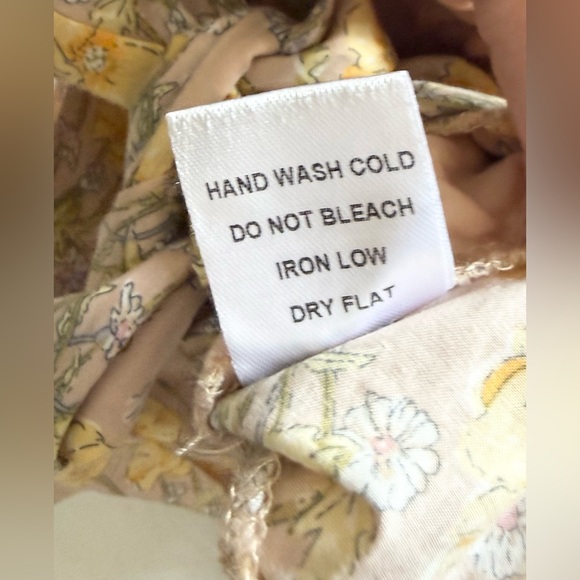 HAND WASH COLD
DO NOT BLEACH
IRON LOW
DRY FLAT